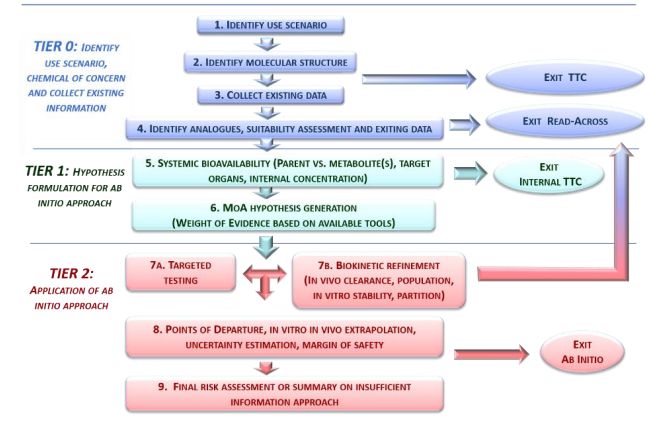 1. Identify use scenario
TIER 0: Identify
use scenario,
chemical of concern
and collect existing
information
2. Identify molecular structure
Exit TTC
3. Collect existing data
4. Identify analogues, suitability assessment and exiting data
Exit Read-Across
TIER 1: Hypothesis
formulation for ab
initio approach
5. Systemic bioavailability (Parent vs. metabolite(s), target
organs, internal concentration)
Exit
Internal TTC
6. MoA hypothesis generation
(Weight of Evidence based on available tools)
TIER 2:
Application of ab
initio approach
7a. Targeted
testing
7b. Biokinetic refinement
(In vivo clearance, population,
in vitro stability, partition)
8. Points of Departure, in vitro in vivo extrapolation,
uncertainty estimation, margin of safety
Exit
Ab Initio
9. Final risk assessment or summary on insufficient
information approach